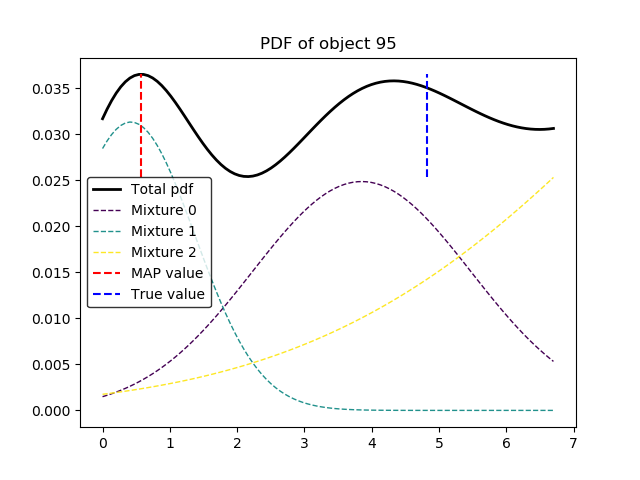 PDF of object 95
0.035
0.030
0.025
0.020
0.015
0.010
0.005
0.000
Total pdf
Mixture 0
Mixture 1
Mixture 2
MAP value
True value
0 1 2 3 4 5 6 7